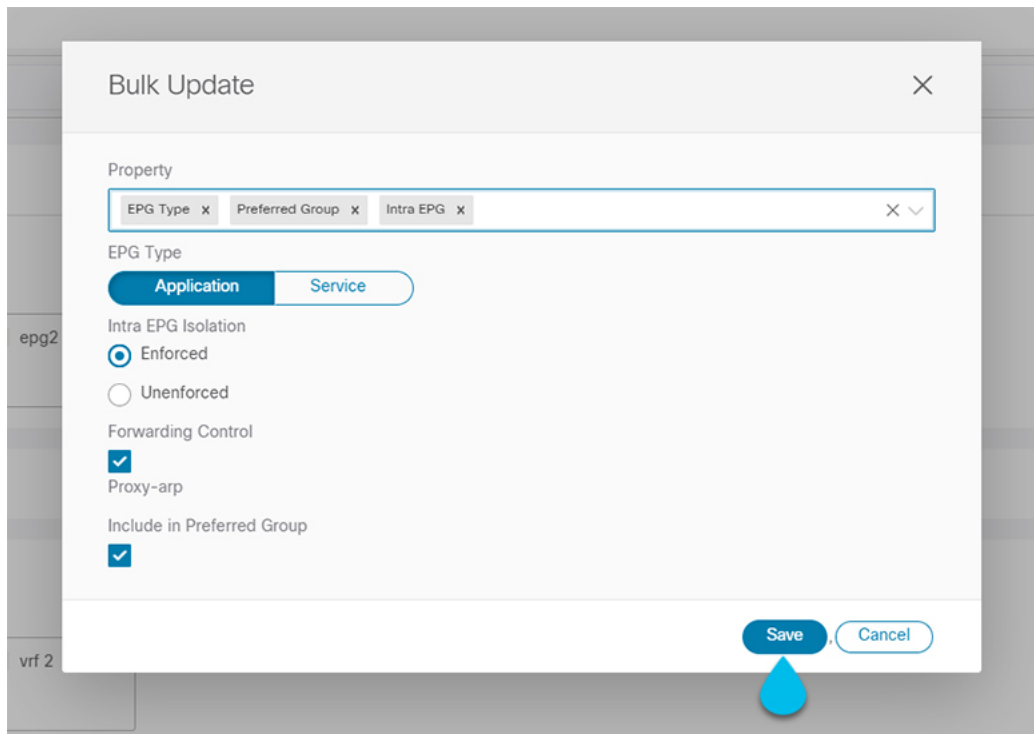 Bulk Update
Property
EPG Type x Preferred Group x Intra EPG x
EPG Type
Application Service
Intra EPG Isolation
Enforced
epg2
Unenforced
Forwarding Control
Proxy-arp
Include in Preferred Group
Save , Cancel
vrf 2